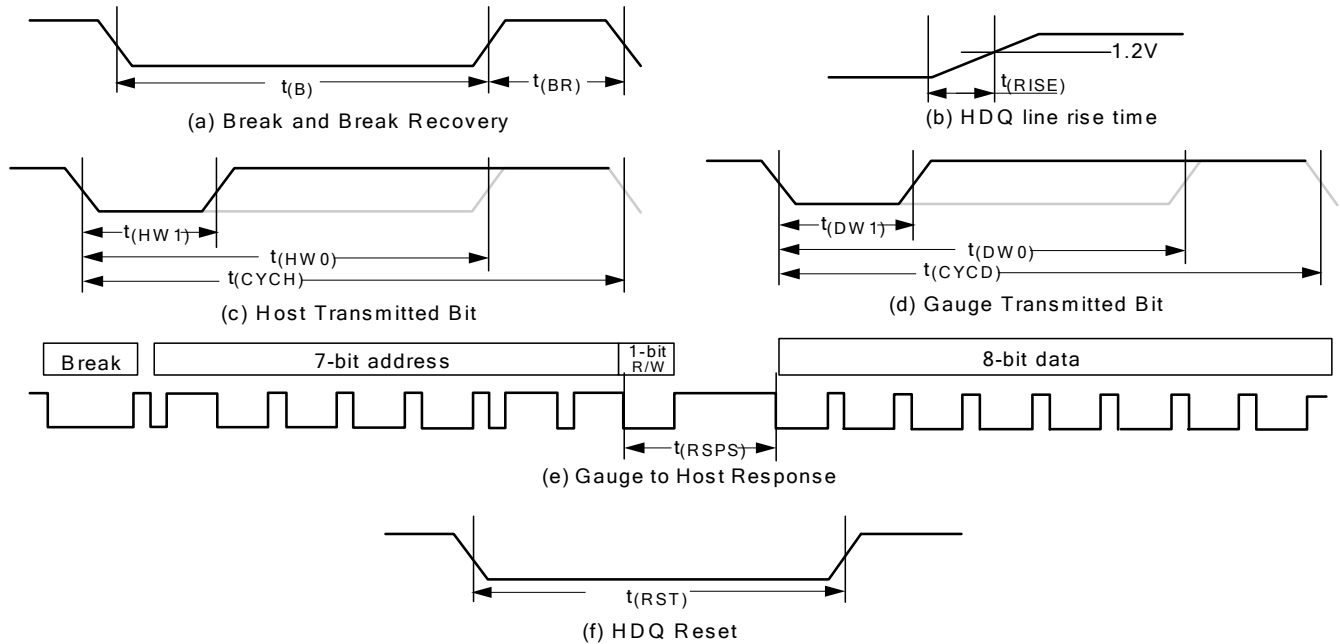 t(B)
t(BR)
(a) Break and Break Recovery
1.2V
t(RISE)
(b) HDQ line rise time
t(HW1)
t(HW0)
t(CYCH)
(c) Host Transmitted Bit
t(DW1)
t(DW0)
t(CYCD)
(d) Gauge Transmitted Bit
Break
7-bit address
1-bit
R/W
8-bit data
t(RSPS)
(e) Gauge to Host Response
t(RST)
(f) HDQ Reset